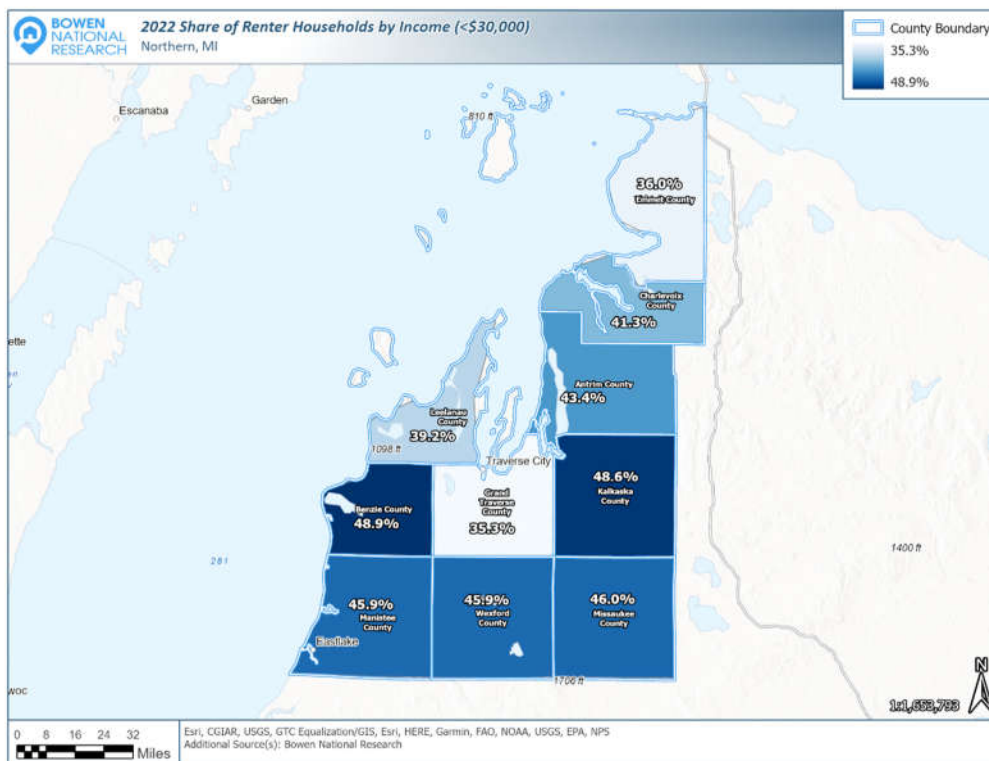 BOWEN
NATIONAL
RESEARCH
2022 Share of Renter Households by Income (<$30,000)
Northern, MI
County Boundary
35.3%
48.9%
Escanaba
Garden
810 ft
36.0%
Emmet County
Charlevoix
County
41.3%
ette
Antrim County
43.4%
Leelanau
County
39.2%
1098 ft
Traverse City
48.6%
Kalkaska
County
Grand
Traverse
County
35.3%
Benzie County
48.9%
281
1400 ft
45.9%
Manistee
County
45.9%
Wexford
County
46.0%
Missaukee
County
Eastlake
1706 ft
woc
N
1:1,653,793
0 8 16 24 32
Miles
Esri, CGIAR, USGS, GTC Equalization/GIS, Esri, HERE, Garmin, FAO, NOAA, USGS, EPA, NPS
Additional Source(s): Bowen National Research